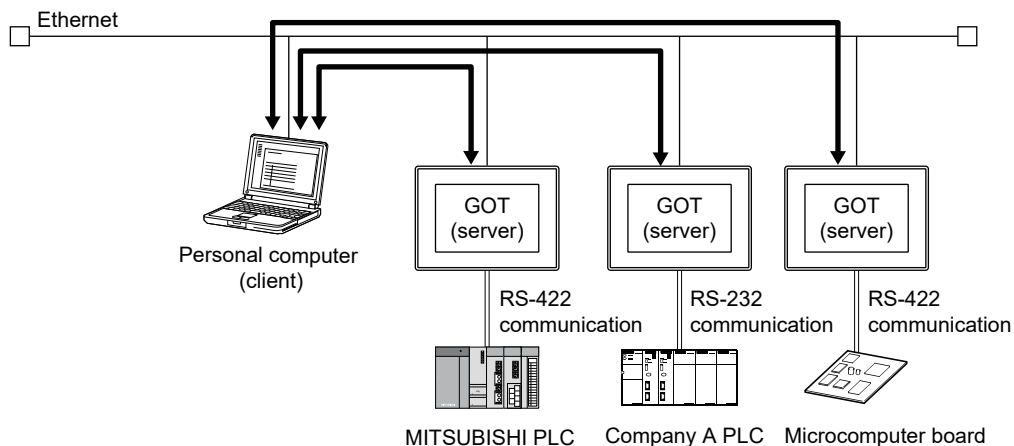 Ethernet
GOT
(server)
GOT
(server)
GOT
(server)
Personal computer
(client)
RS-422
communication
RS-232
communication
RS-422
communication
MITSUBISHI PLC
Company A PLC
Microcomputer board